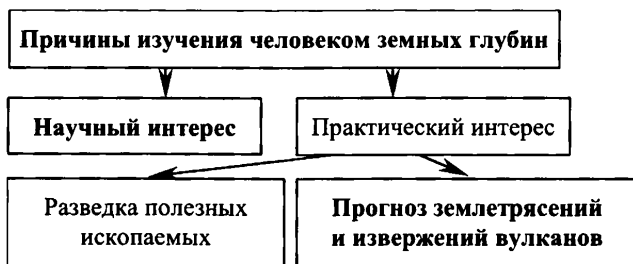 Причины изучения человеком земных глубин
Научный интерес
Практический интерес
Разведка полезных
ископаемых
Прогноз землетрясений
и извержений вулканов